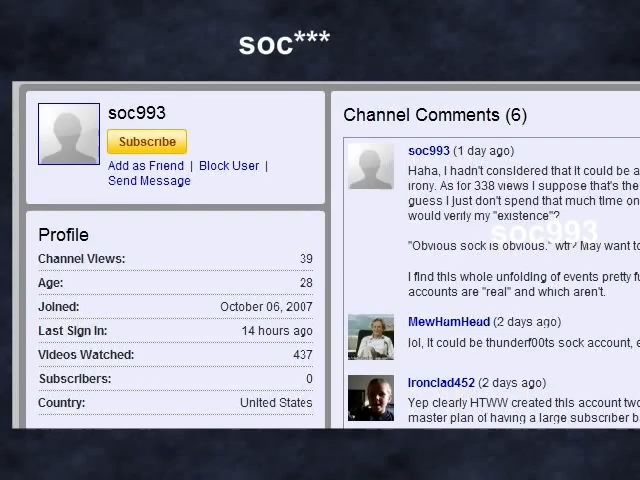 soc***
soc993
Subscribe
Add as Friend | Block User |
Send Message
Profile
Channel Views: 39
Age: 28
Joined: October 06, 2007
Last Sign In: 14 hours ago
Videos Watched: 437
Subscribers: 0
Country: United States
Channel Comments (6)
soc993 (1 day ago)
Haha, I hadn't considered that it could be a
irony. As for 338 views I suppose that's the
guess I just don't spend that much time on
would verify my "existence"?
soc993
"Obvious sock is obvious." wtf? May want to
I find this whole unfolding of events pretty fu
accounts are "real" and which aren't.
MewHamHead (2 days ago)
lol, it could be thunderf00ts sock account, e
Ironclad452 (2 days ago)
Yep clearly HTWW created this account two
master plan of having a large subscriber b